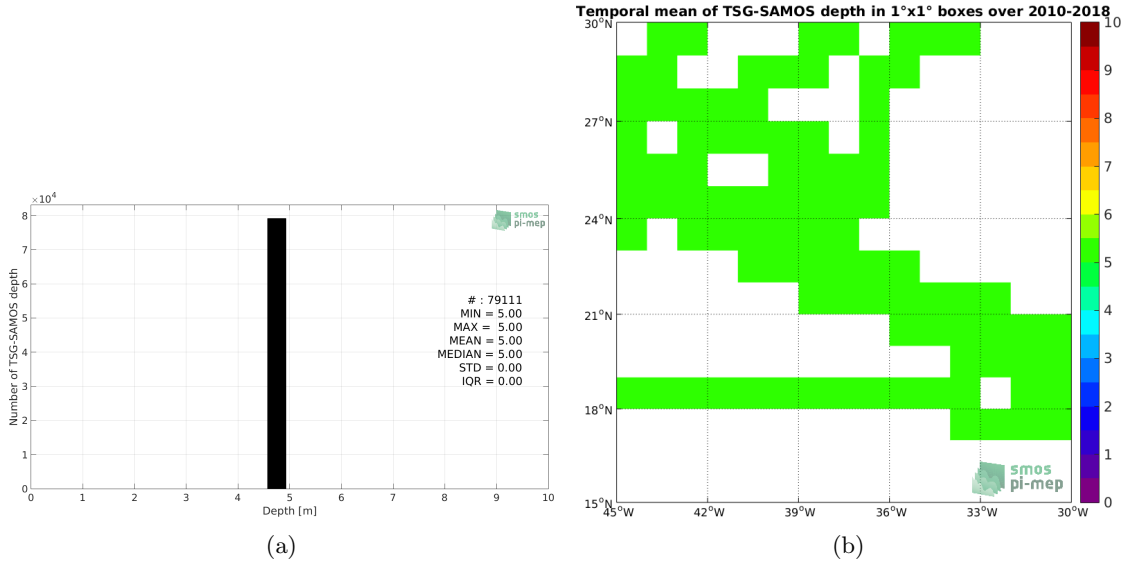 ×10⁴
8
7
6
5
4
3
2
1
0
Number of TSG-SAMOS depth
smos
pi-mep
# : 79111
MIN = 5.00
MAX = 5.00
MEAN = 5.00
MEDIAN = 5.00
STD = 0.00
IQR = 0.00
0 1 2 3 4 5 6 7 8 9 10
Depth [m]
(a)
Temporal mean of TSG-SAMOS depth in 1°x1° boxes over 2010-2018
30°N
27°N
24°N
21°N
18°N
15°N
45°W 42°W 39°W 36°W 33°W 30°W
smos
pi-mep
10
9
8
7
6
5
4
3
2
1
0
(b)